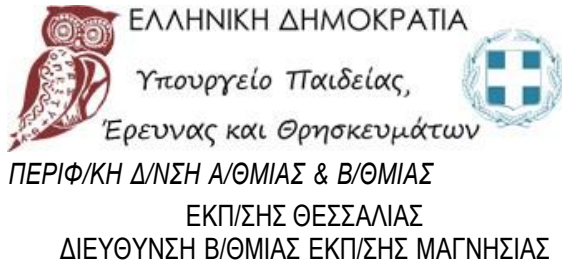 ΕΛΛΗΝΙΚΗ ΔΗΜΟΚΡΑΤΙΑ
Υπουργείο Παιδείας,
Έρευνας και Θρησκευμάτων
ΠΕΡΙΦ/ΚΗ Δ/ΝΣΗ Α/ΘΜΙΑΣ & Β/ΘΜΙΑΣ
ΕΚΠ/ΣΗΣ ΘΕΣΣΑΛΙΑΣ
ΔΙΕΥΘΥΝΣΗ Β/ΘΜΙΑΣ ΕΚΠ/ΣΗΣ ΜΑΓΝΗΣΙΑΣ